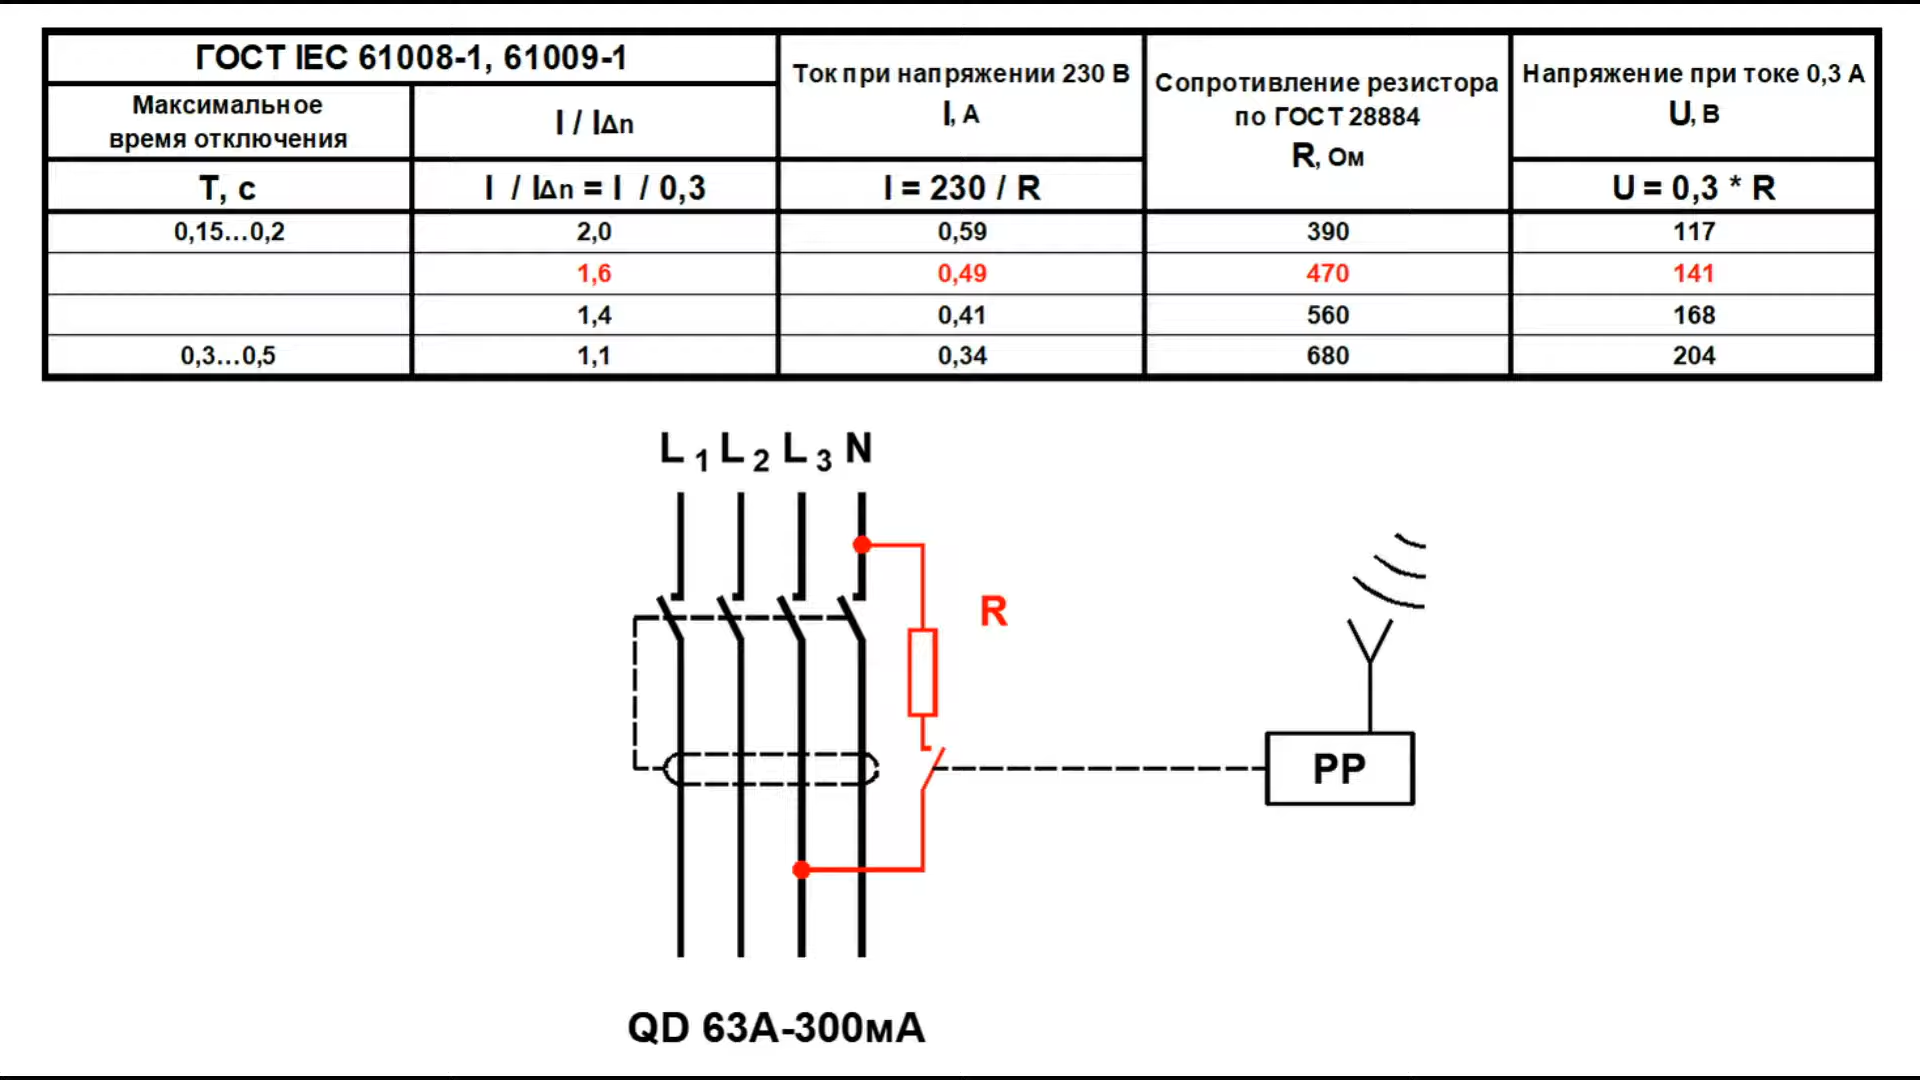 ГОСТ IEC 61008-1, 61009-1
Ток при напряжении 230 В
I, А
Сопротивление резистора
по ГОСТ 28884
R, Ом
Напряжение при токе 0,3 А
U, В
Максимальное
время отключения
I / IΔn
T, с
I / IΔn = I / 0,3
I = 230 / R
U = 0,3 * R
0,15...0,2 2,0 0,59 390 117
1,6 0,49 470 141
1,4 0,41 560 168
0,3...0,5 1,1 0,34 680 204
L1 L2 L3 N
R
РР
QD 63А-300мА